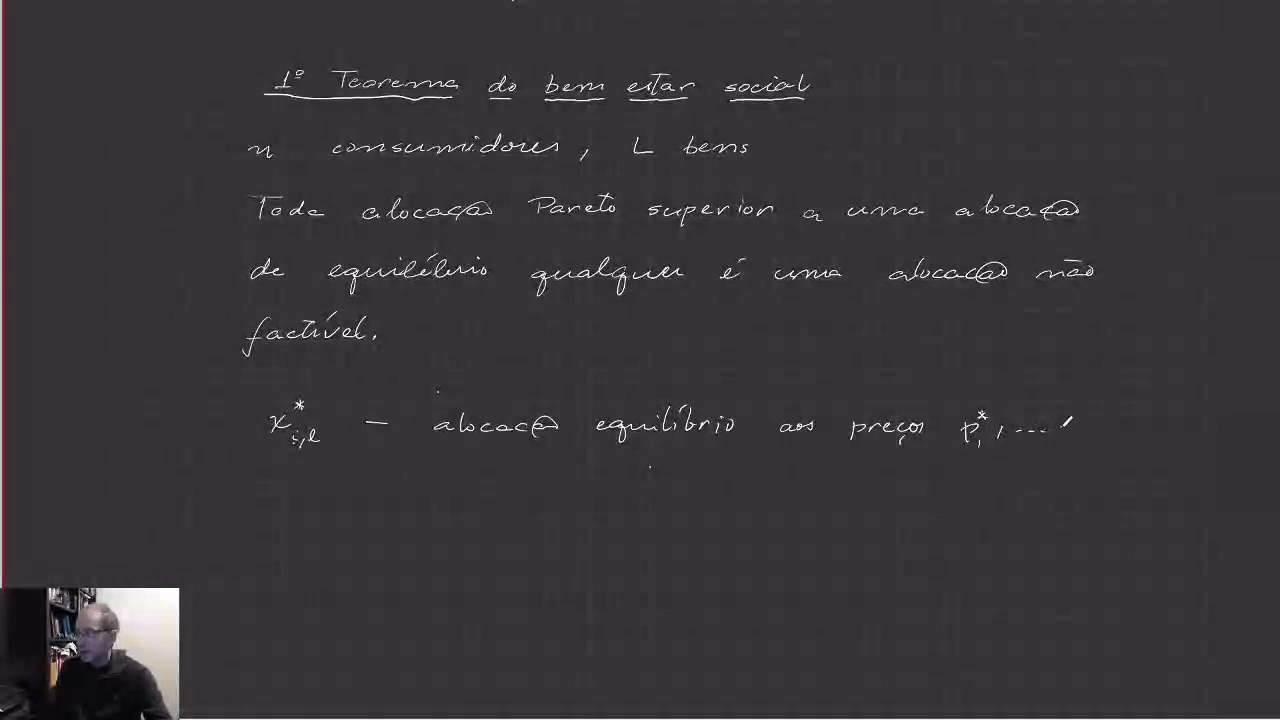 1º Teorema do bem estar social
n consumidores, L bens
Toda alocação Pareto superior a uma alocação
de equilíbrio qualquer é uma alocação não
factível.
x*_{i,l} — alocação equilíbrio aos preços p*_1, ...,